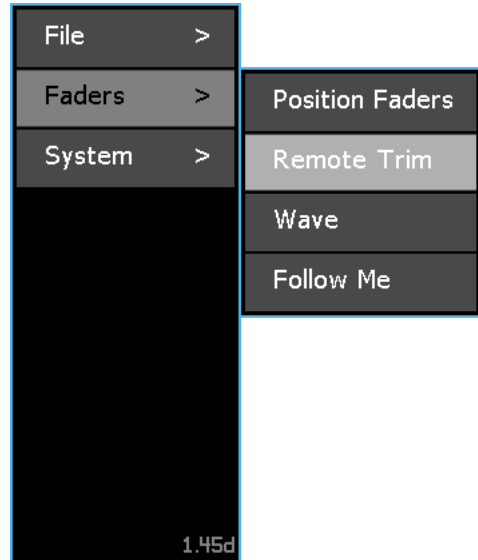 File >
Faders >
System >
Position Faders
Remote Trim
Wave
Follow Me
1.45d